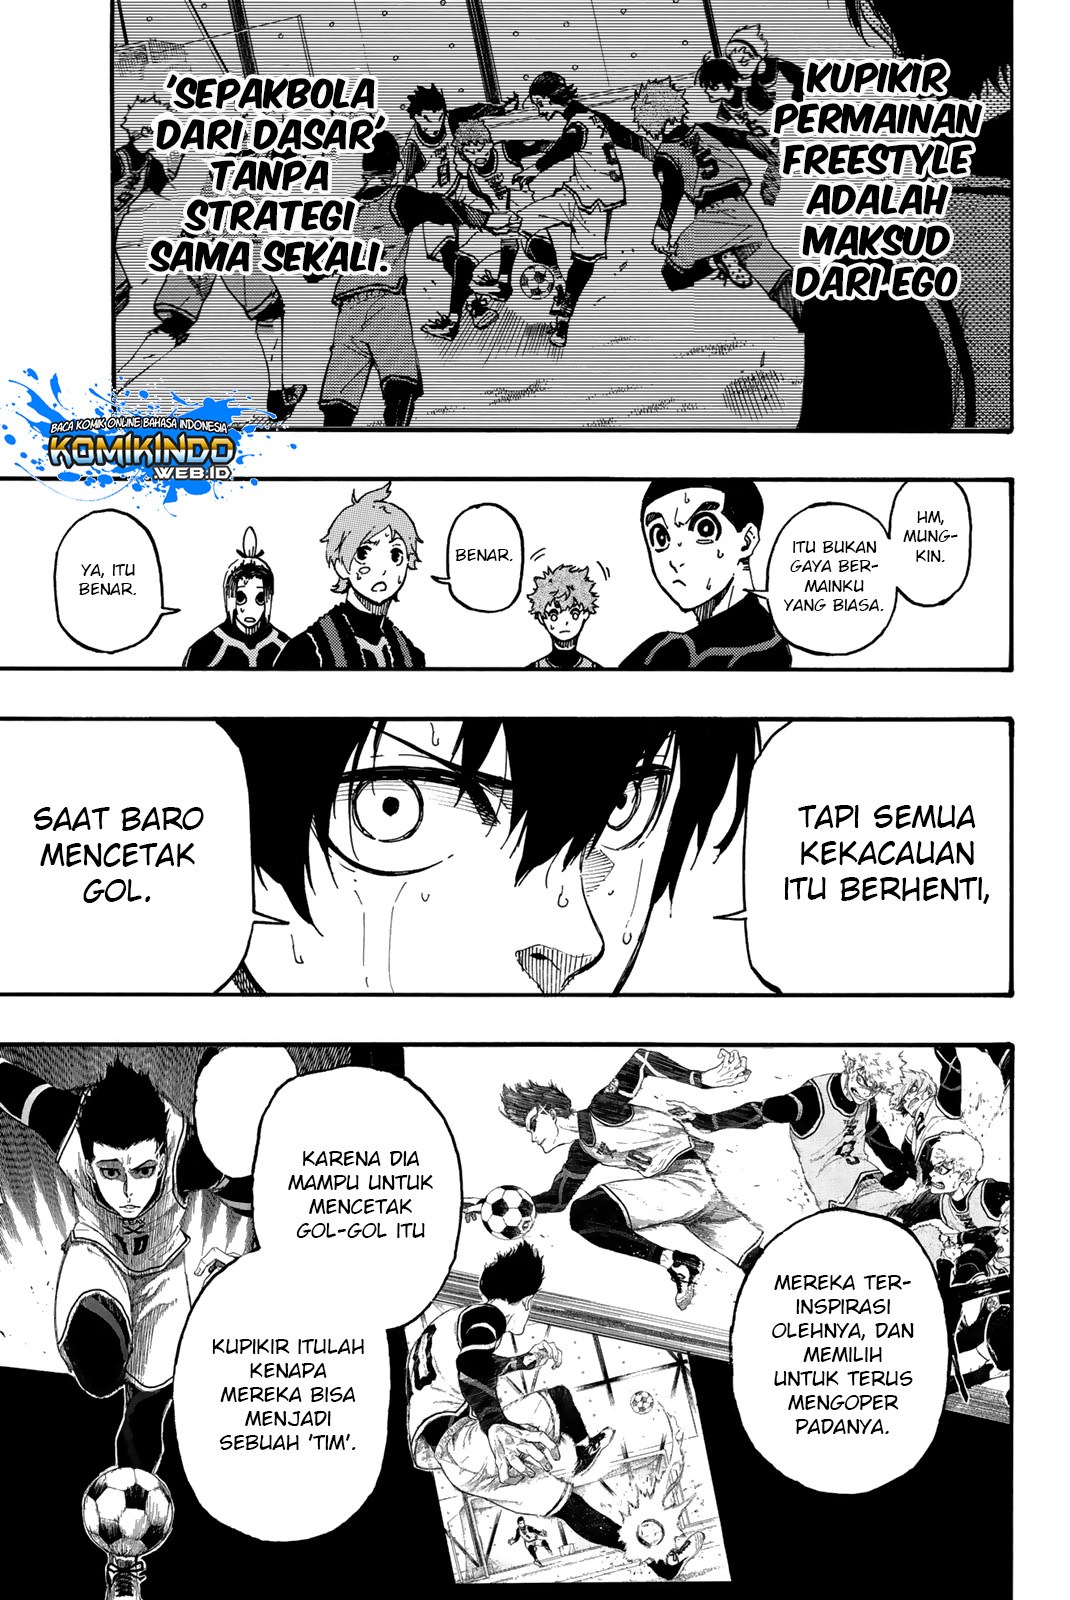 KUPIKIR
PERMAINAN
FREESTYLE
ADALAH
MAKSUD
DARI EGO
'SEPAKBOLA
DARI DASAR'
TANPA
STRATEGI
SAMA SEKALI.
BACA KOMIK ONLINE BAHASA INDONESIA
KOMIKINDO
WEB.ID
HM,
MUNG-
KIN.
ITU BUKAN
GAYA BER-
MAINKU
YANG BIASA.
BENAR.
YA, ITU
BENAR.
TAPI SEMUA
KEKACAUAN
ITU BERHENTI,
SAAT BARO
MENCETAK
GOL.
KARENA DIA
MAMPU UNTUK
MENCETAK
GOL-GOL ITU
MEREKA TER-
INSPIRASI
OLEHNYA, DAN
MEMILIH
UNTUK TERUS
MENGOPER
PADANYA.
KUPIKIR ITULAH
KENAPA
MEREKA BISA
MENJADI
SEBUAH 'TIM'.